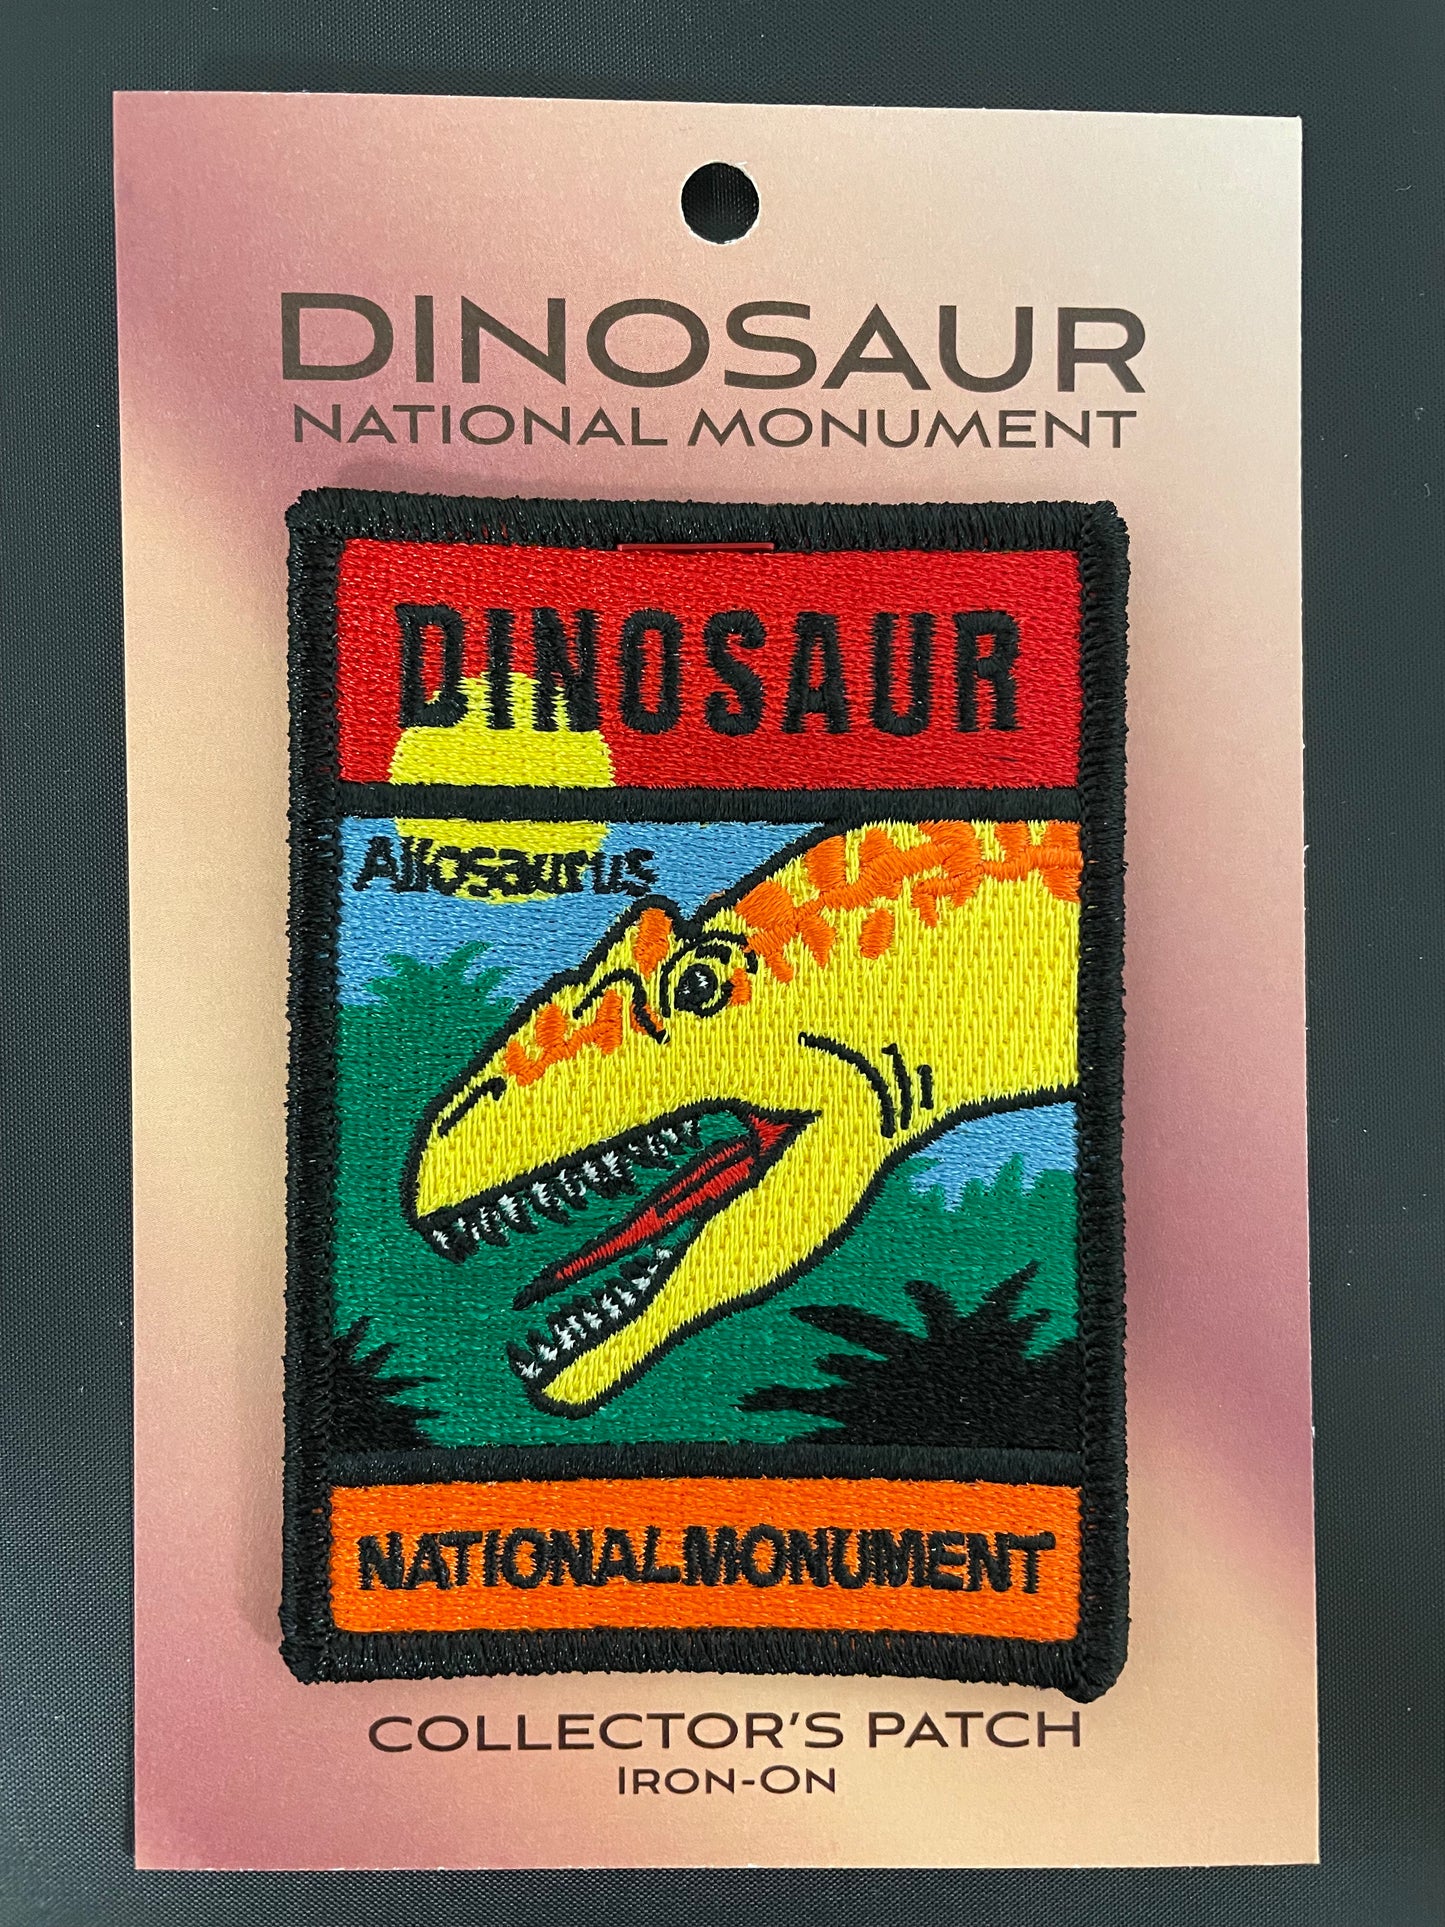 DINOSAUR
NATIONAL MONUMENT
DINOSAUR
Allosaurus
NATIONAL MONUMENT
COLLECTOR'S PATCH
IRON-ON